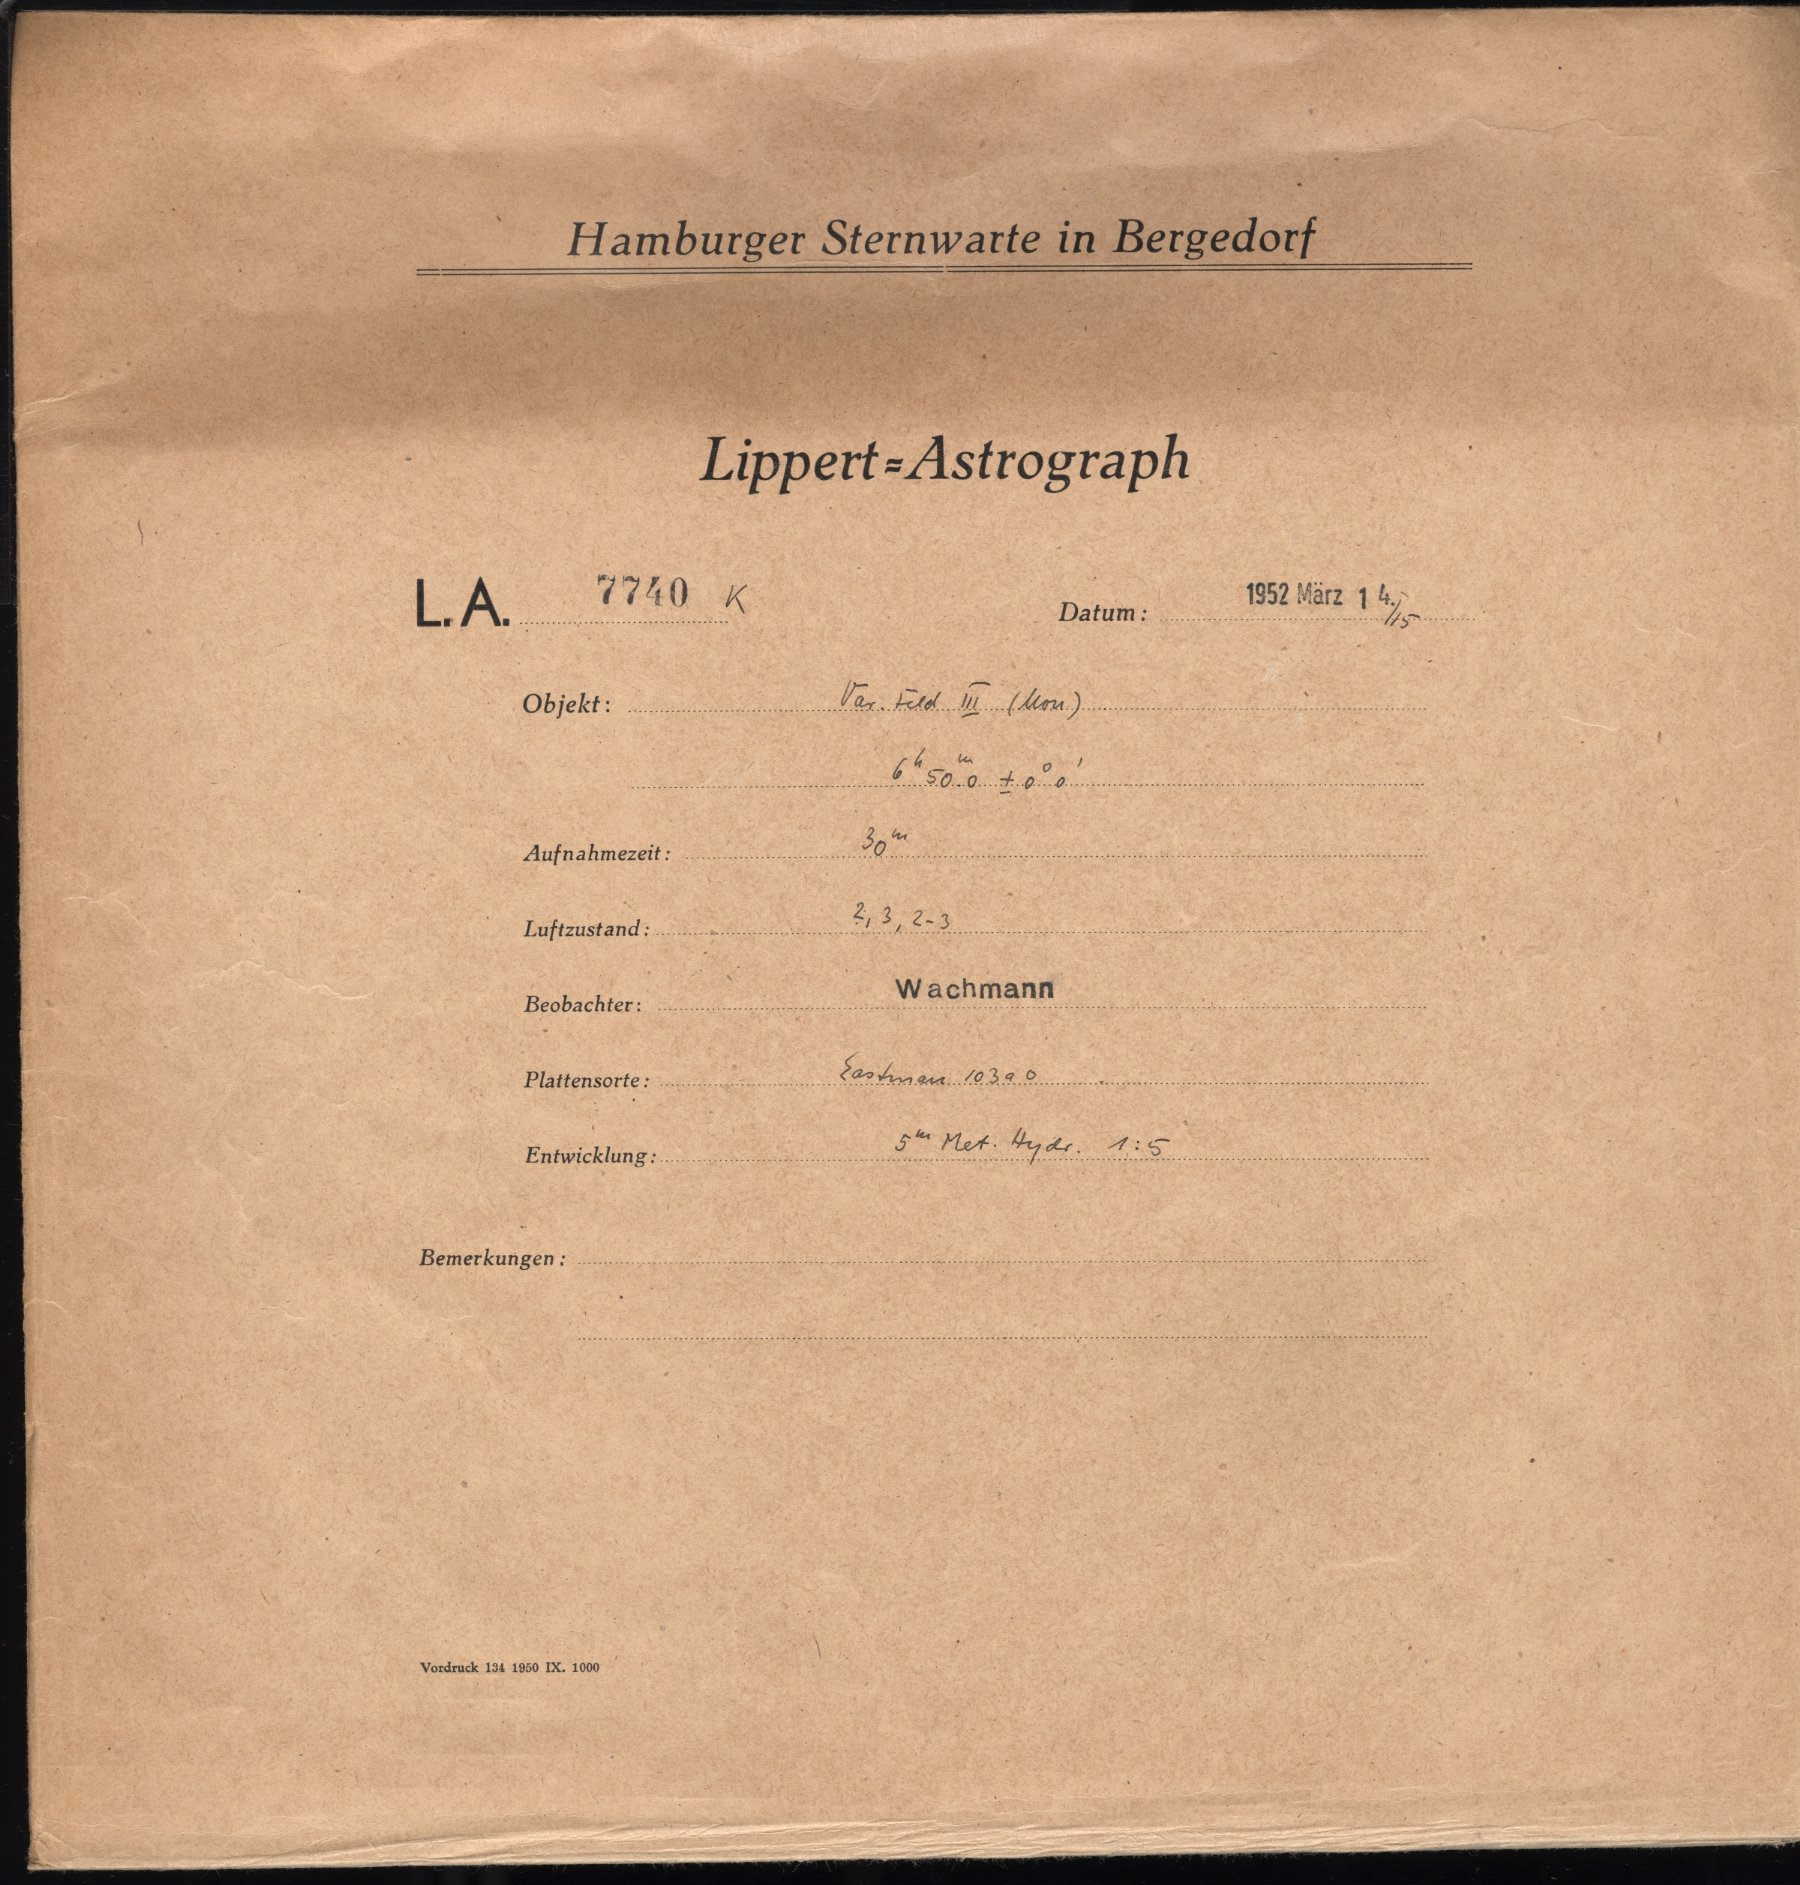 Hamburger Sternwarte in Bergedorf
Lippert=Astrograph
L.A. 7740 K Datum: 1952 März 14./15
Objekt: Var. Feld III (Mon)
6h 50m.0 ± 0° 0'
Aufnahmezeit: 30m
Luftzustand: 2, 3, 2-3
Beobachter: Wachmann
Plattensorte: Eastman 103a0
Entwicklung: 5m Met. Hydr. 1:5
Bemerkungen:
Vordruck 134 1950 IX. 1000